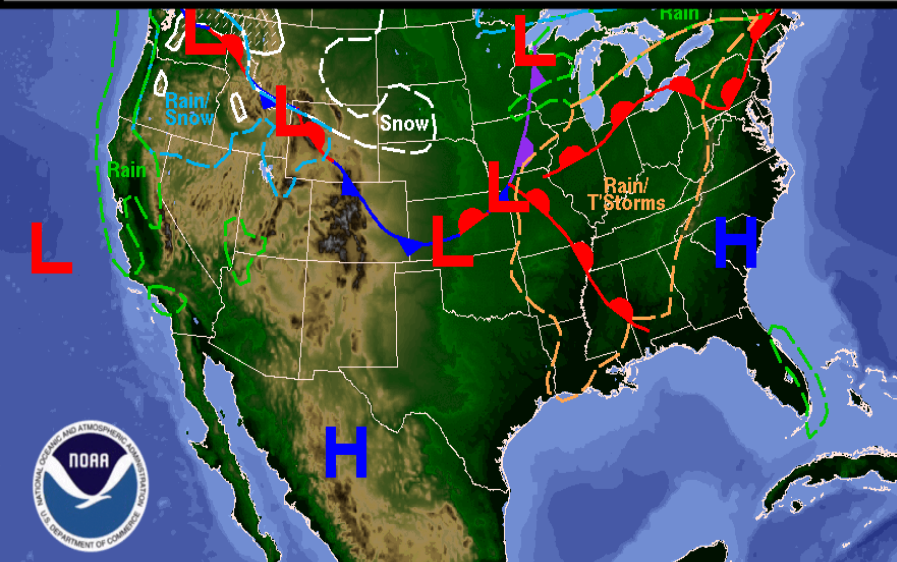 Rain
L
L
L
Rain/
Snow
Snow
Rain
L
Rain/
T'Storms
L
L
H
L
H
NATIONAL OCEANIC AND ATMOSPHERIC ADMINISTRATION
NOAA
U.S. DEPARTMENT OF COMMERCE